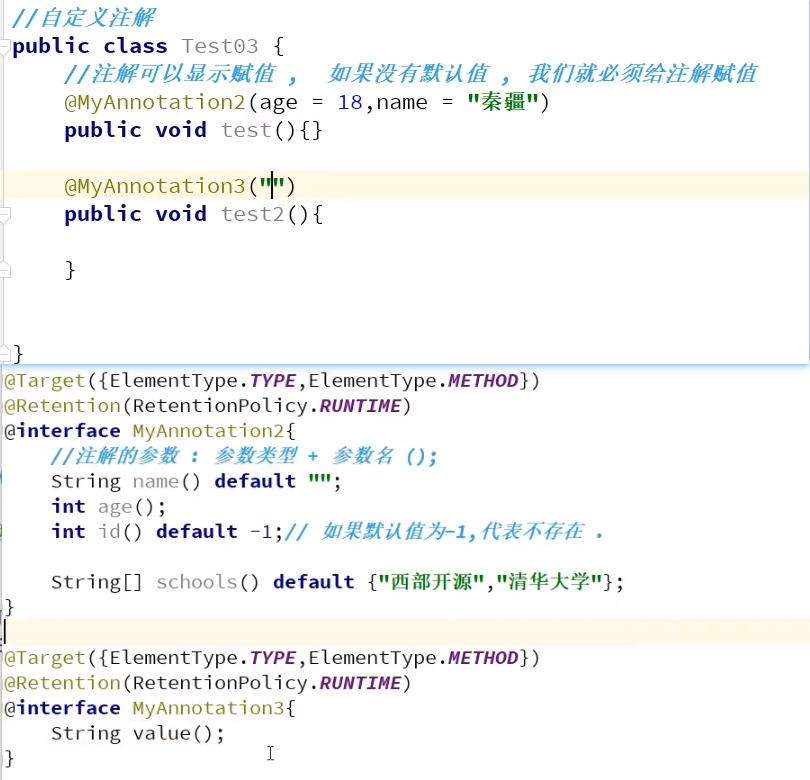 //自定义注解
public class Test03 {
//注解可以显示赋值 ， 如果没有默认值 ，我们就必须给注解赋值
@MyAnnotation2(age = 18,name = "秦疆")
public void test(){}
@MyAnnotation3("")
public void test2(){
}
}
@Target({ElementType.TYPE,ElementType.METHOD})
@Retention(RetentionPolicy.RUNTIME)
@interface MyAnnotation2{
//注解的参数 : 参数类型 + 参数名 ();
String name() default "";
int age();
int id() default -1;// 如果默认值为-1,代表不存在 .
String[] schools() default {"西部开源","清华大学"};
}
@Target({ElementType.TYPE,ElementType.METHOD})
@Retention(RetentionPolicy.RUNTIME)
@interface MyAnnotation3{
String value();
}